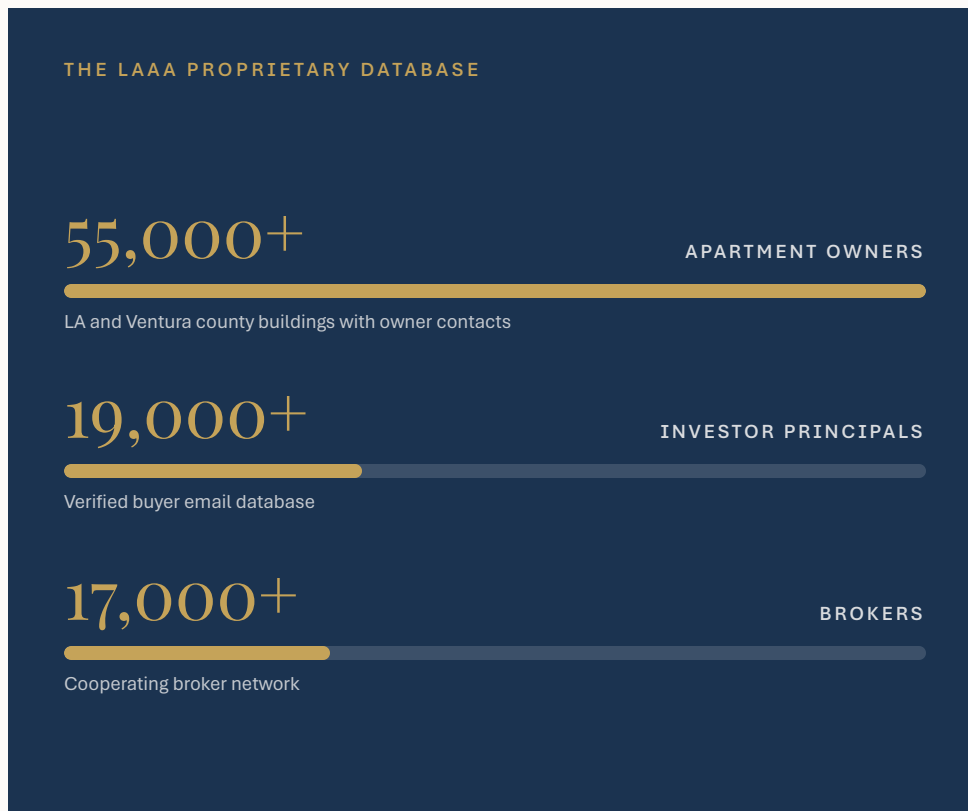 THE LAAA PROPRIETARY DATABASE
55,000+
APARTMENT OWNERS
LA and Ventura county buildings with owner contacts
19,000+
INVESTOR PRINCIPALS
Verified buyer email database
17,000+
BROKERS
Cooperating broker network